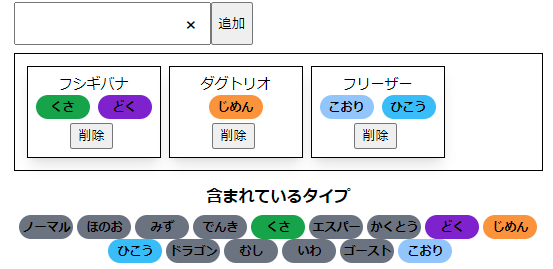 × 追加
フシギバナ ダグトリオ フリーザー
くさ どく じめん こおり ひこう
削除 削除 削除
含まれているタイプ
ノーマル ほのお みず でんき くさ エスパー かくとう どく じめん
ひこう ドラゴン むし いわ ゴースト こおり